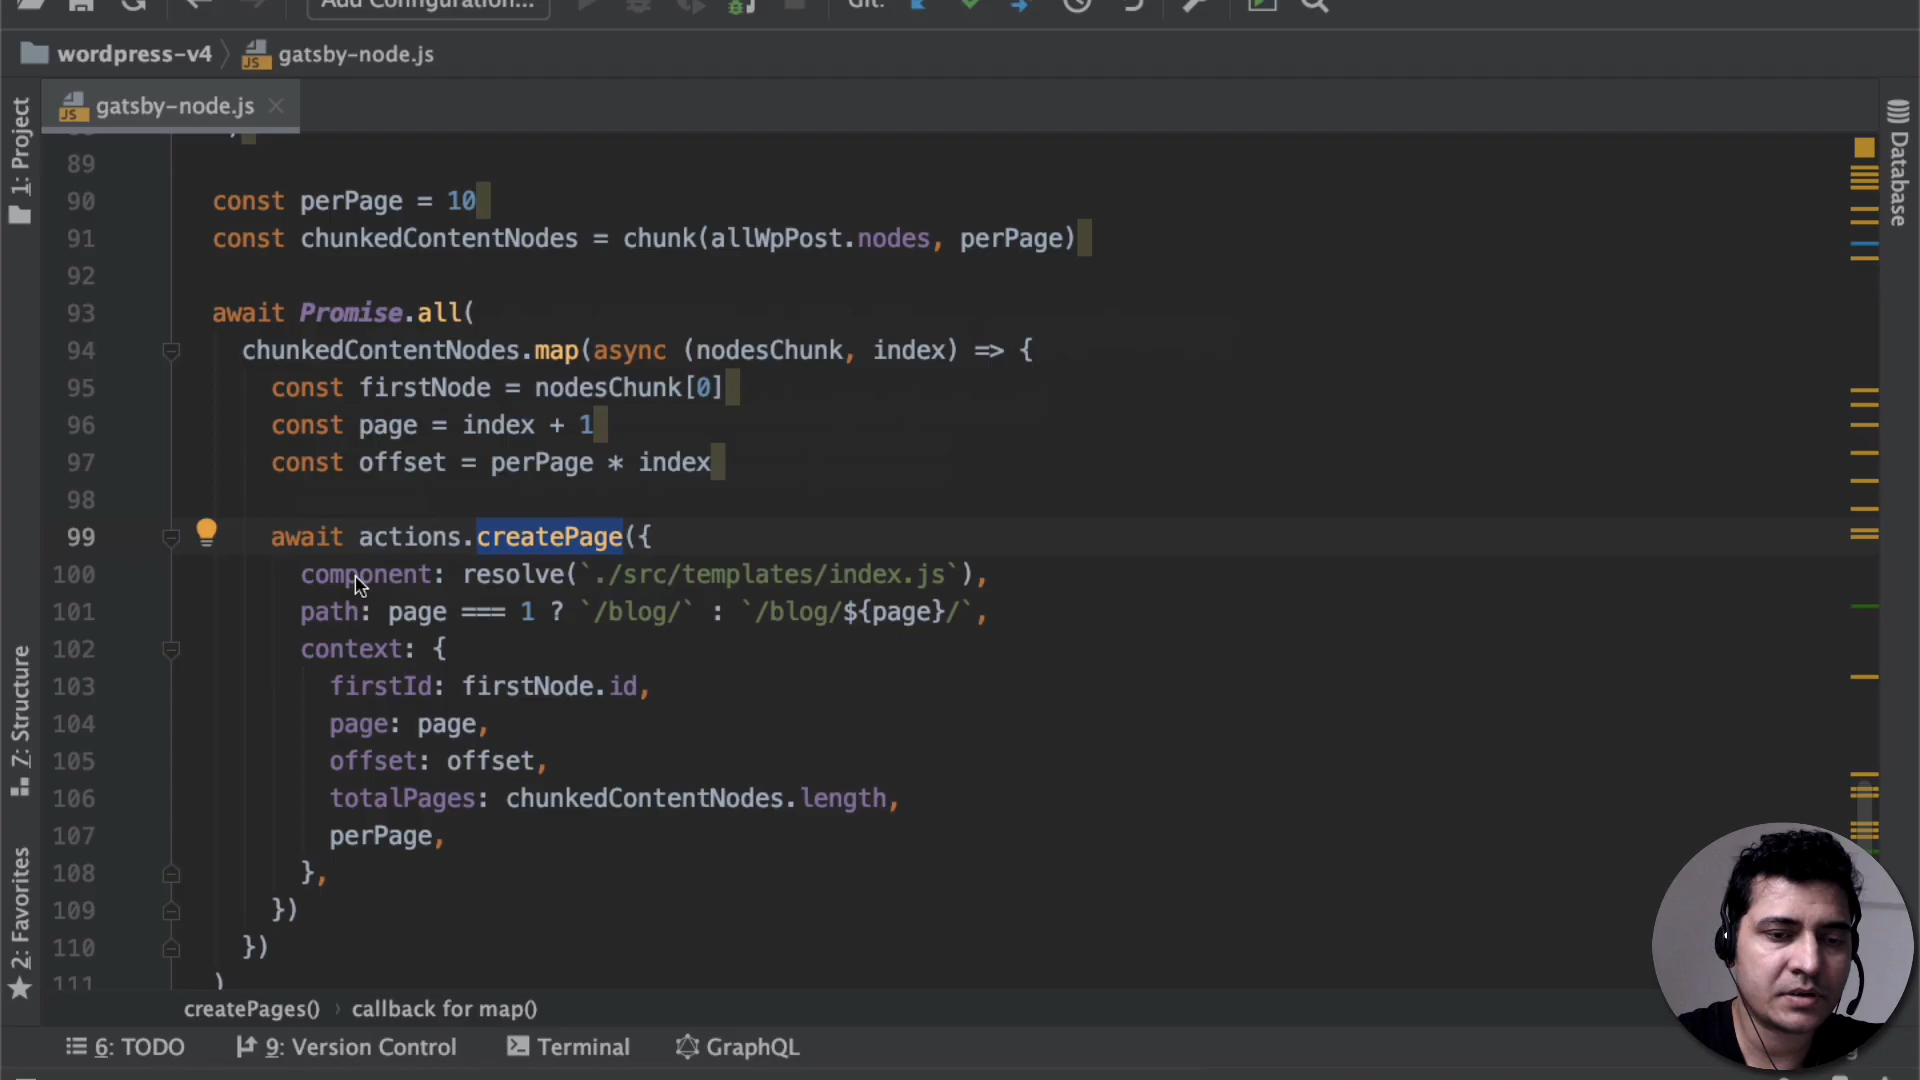 Add Configuration...
Git:
wordpress-v4
gatsby-node.js
gatsby-node.js
1: Project
Database
89
90 const perPage = 10
91 const chunkedContentNodes = chunk(allWpPost.nodes, perPage)
92
93 await Promise.all(
94 chunkedContentNodes.map(async (nodesChunk, index) => {
95 const firstNode = nodesChunk[0]
96 const page = index + 1
97 const offset = perPage * index
98
99 await actions.createPage({
100 component: resolve(`./src/templates/index.js`),
101 path: page === 1 ? `/blog/` : `/blog/${page}/`,
102 context: {
103 firstId: firstNode.id,
104 page: page,
105 offset: offset,
106 totalPages: chunkedContentNodes.length,
107 perPage,
108 },
109 })
110 })
111 )
Z: Structure
2: Favorites
createPages() › callback for map()
6: TODO
9: Version Control
Terminal
GraphQL